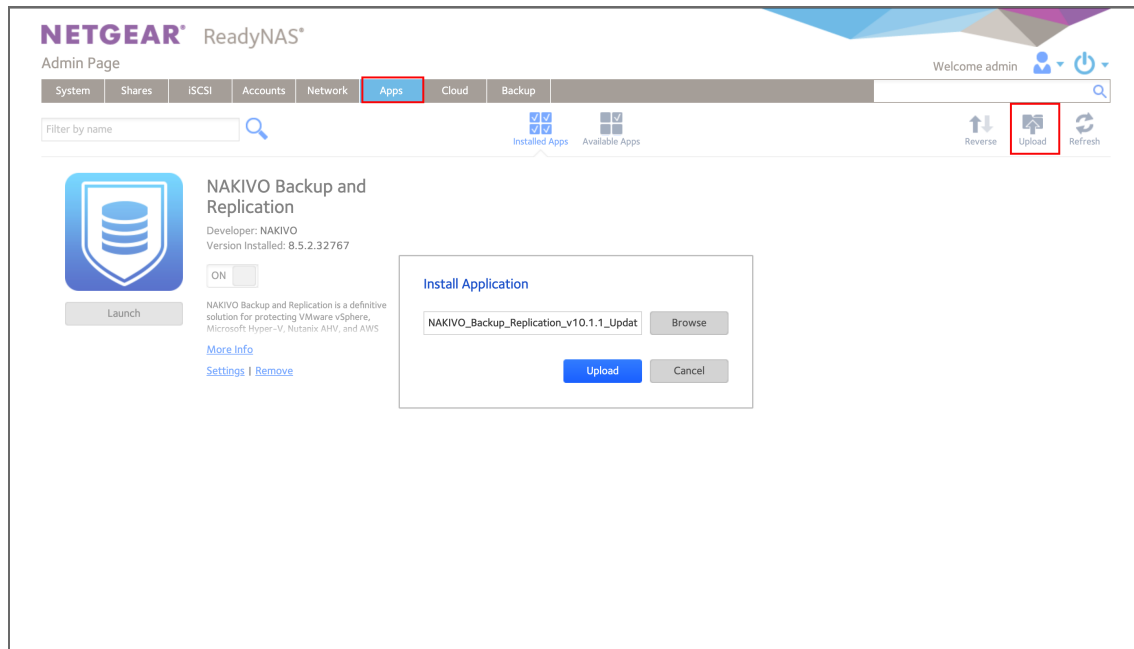 NETGEAR® ReadyNAS®
Admin Page
Welcome admin
System Shares iSCSI Accounts Network Apps Cloud Backup
Filter by name
Installed Apps Available Apps
Reverse Upload Refresh
NAKIVO Backup and
Replication
Developer: NAKIVO
Version Installed: 8.5.2.32767
ON
Launch
NAKIVO Backup and Replication is a definitive
solution for protecting VMware vSphere,
Microsoft Hyper-V, Nutanix AHV, and AWS
More Info
Settings | Remove
Install Application
NAKIVO_Backup_Replication_v10.1.1_Updat Browse
Upload Cancel